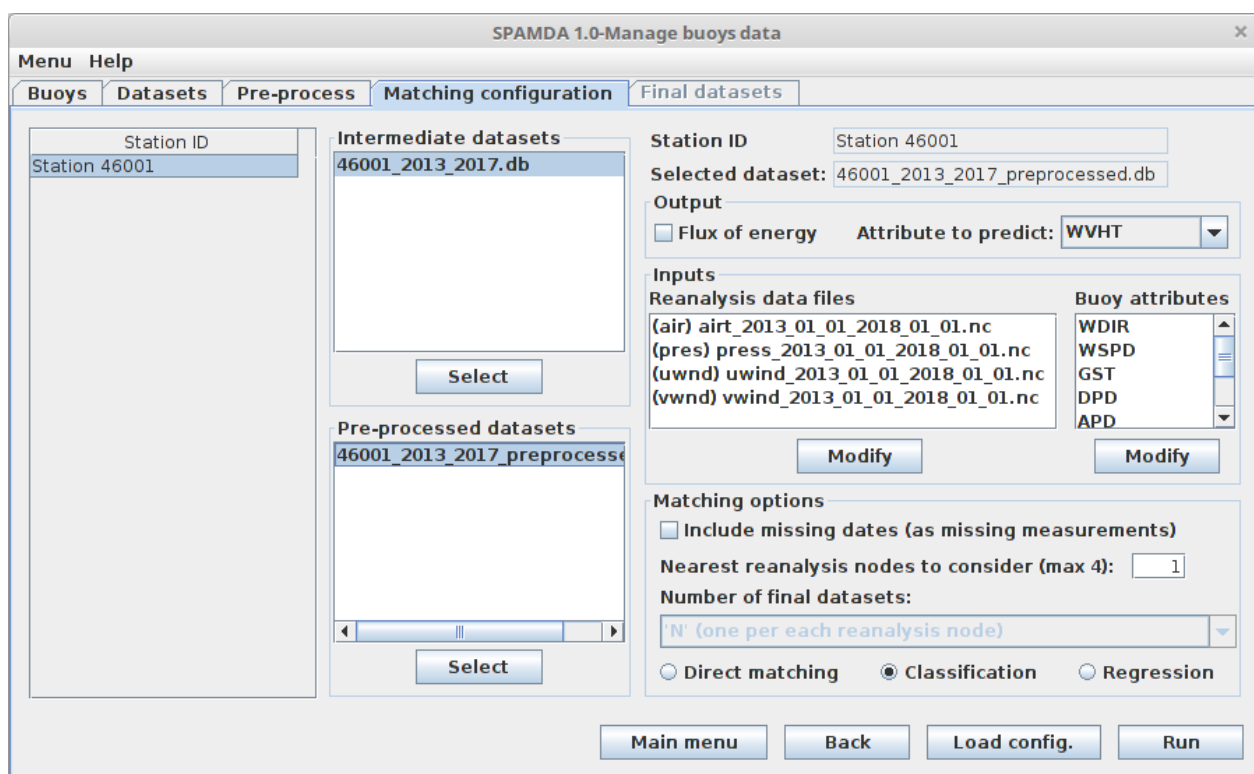 SPAMDA 1.0-Manage buoys data
Menu Help
Buoys Datasets Pre-process Matching configuration Final datasets
Station ID
Station 46001
Intermediate datasets
46001_2013_2017.db
Select
Pre-processed datasets
46001_2013_2017_preprocesse
Select
Station ID Station 46001
Selected dataset: 46001_2013_2017_preprocessed.db
Output
Flux of energy Attribute to predict: WVHT
Inputs
Reanalysis data files
(air) airt_2013_01_01_2018_01_01.nc
(pres) press_2013_01_01_2018_01_01.nc
(uwnd) uwind_2013_01_01_2018_01_01.nc
(vwnd) vwind_2013_01_01_2018_01_01.nc
Modify
Buoy attributes
WDIR
WSPD
GST
DPD
APD
Modify
Matching options
Include missing dates (as missing measurements)
Nearest reanalysis nodes to consider (max 4): 1
Number of final datasets:
'N' (one per each reanalysis node)
Direct matching Classification Regression
Main menu Back Load config. Run